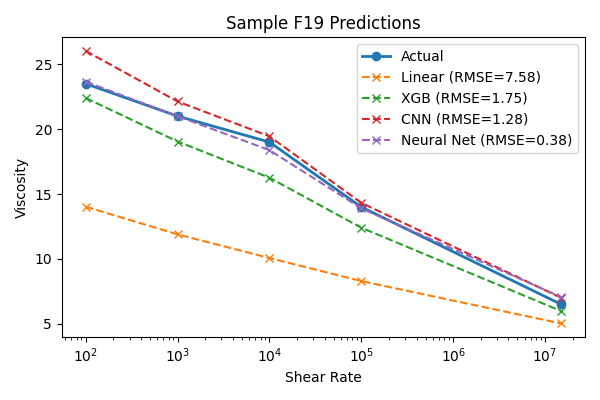 Sample F19 Predictions
Actual
Linear (RMSE=7.58)
XGB (RMSE=1.75)
CNN (RMSE=1.28)
Neural Net (RMSE=0.38)
Viscosity
25
20
15
10
5
10² 10³ 10⁴ 10⁵ 10⁶ 10⁷
Shear Rate